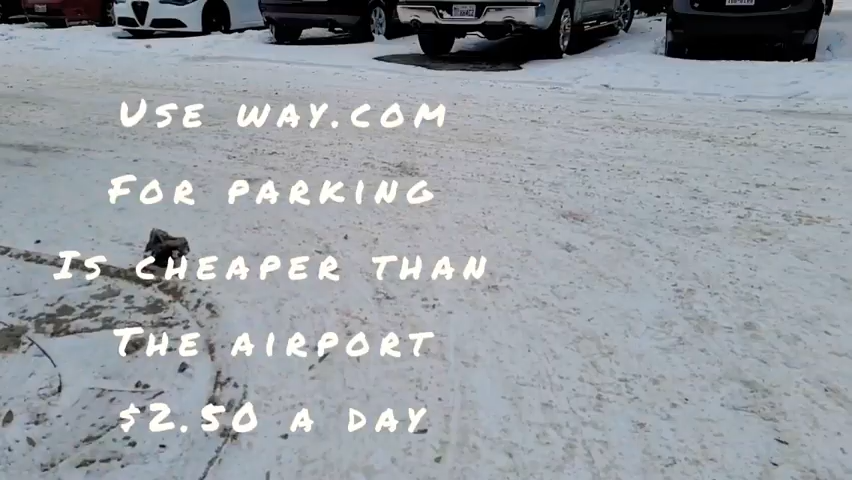 Use way.com
For parking
Is cheaper than
The airport
$2.50 a day